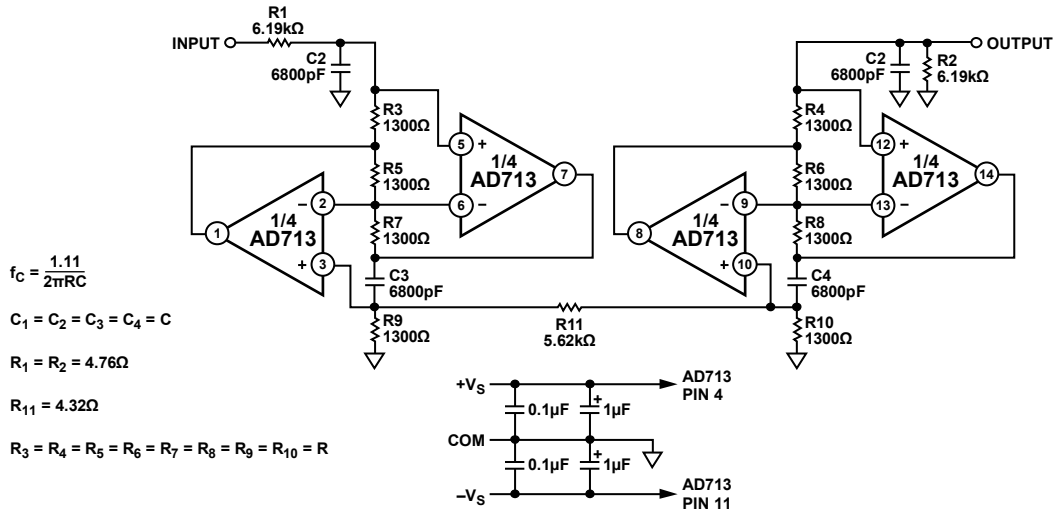 R1
6.19kΩ
INPUT
C2
6800pF
R3
1300Ω
R5
1300Ω
R7
1300Ω
C3
6800pF
R9
1300Ω
5
+
1/4
AD713
7
6
−
1
1/4
AD713
−
2
+
3
R11
5.62kΩ
OUTPUT
C2
6800pF
R2
6.19kΩ
R4
1300Ω
R6
1300Ω
R8
1300Ω
C4
6800pF
R10
1300Ω
12
+
1/4
AD713
14
13
−
8
1/4
AD713
−
9
+
10
fC = 1.11
2πRC
C1 = C2 = C3 = C4 = C
R1 = R2 = 4.76Ω
R11 = 4.32Ω
R3 = R4 = R5 = R6 = R7 = R8 = R9 = R10 = R
+VS
AD713
PIN 4
0.1µF
+
1µF
COM
0.1µF
+
1µF
−VS
AD713
PIN 11